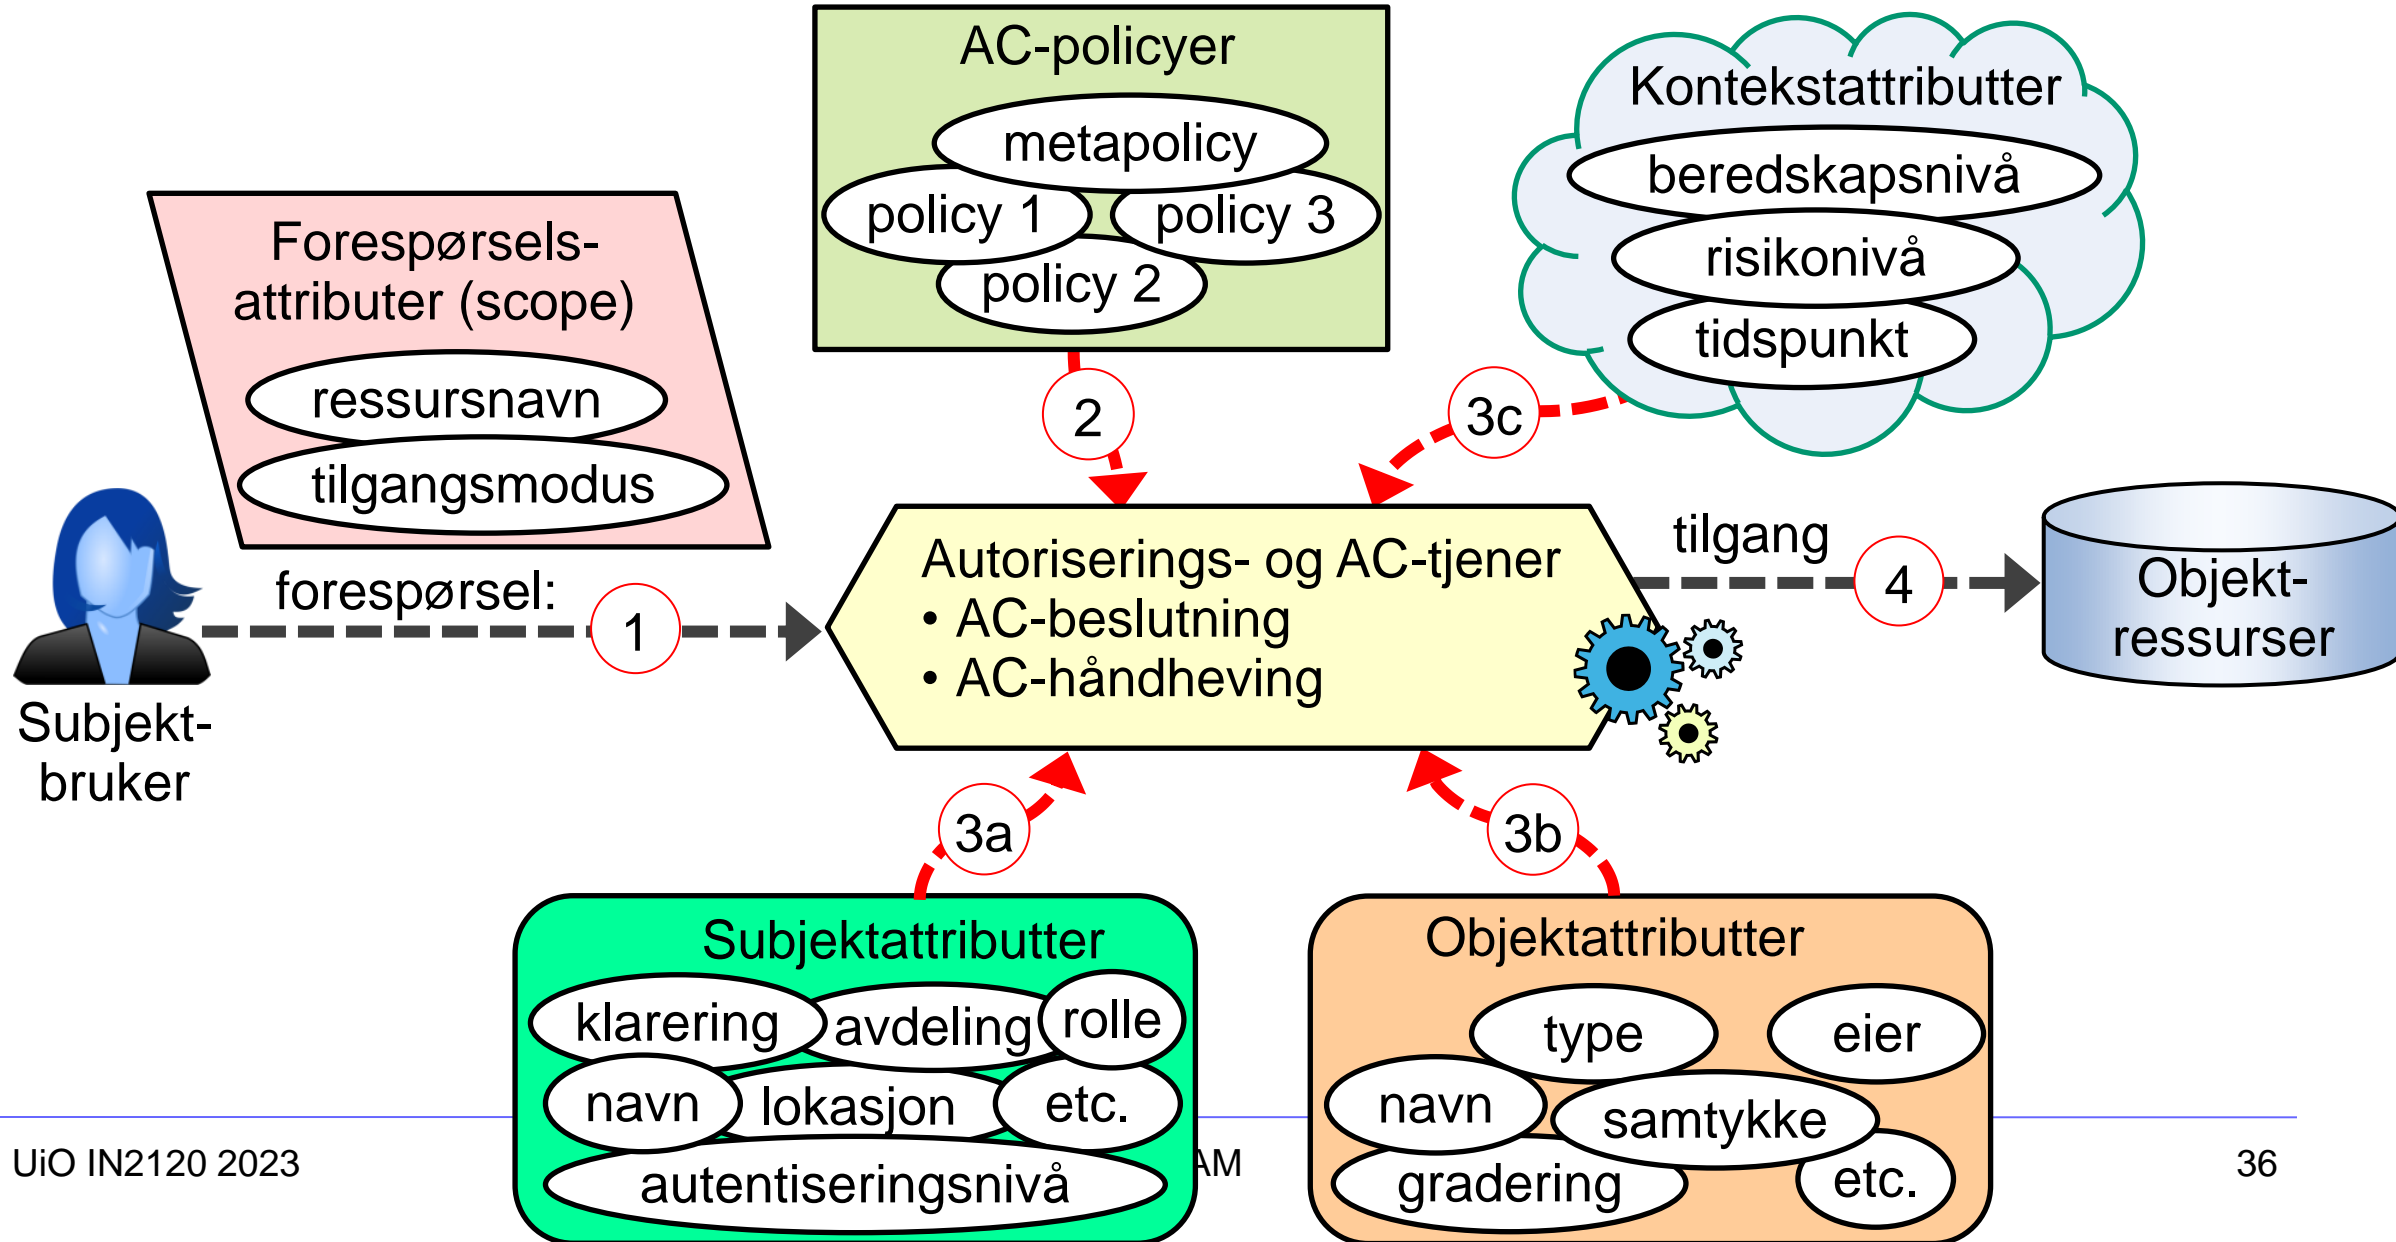 AC-policyer
metapolicy
policy 1
policy 3
policy 2
Kontekstattributter
beredskapsnivå
risikonivå
tidspunkt
Forespørsels-
attributer (scope)
ressursnavn
tilgangsmodus
2
3c
forespørsel:
1
Subjekt-
bruker
Autoriserings- og AC-tjener
• AC-beslutning
• AC-håndheving
tilgang
4
Objekt-
ressurser
3a
3b
Subjektattributter
klarering
avdeling
rolle
navn
lokasjon
etc.
autentiseringsnivå
Objektattributter
type
eier
navn
samtykke
gradering
etc.
UiO IN2120 2023
36